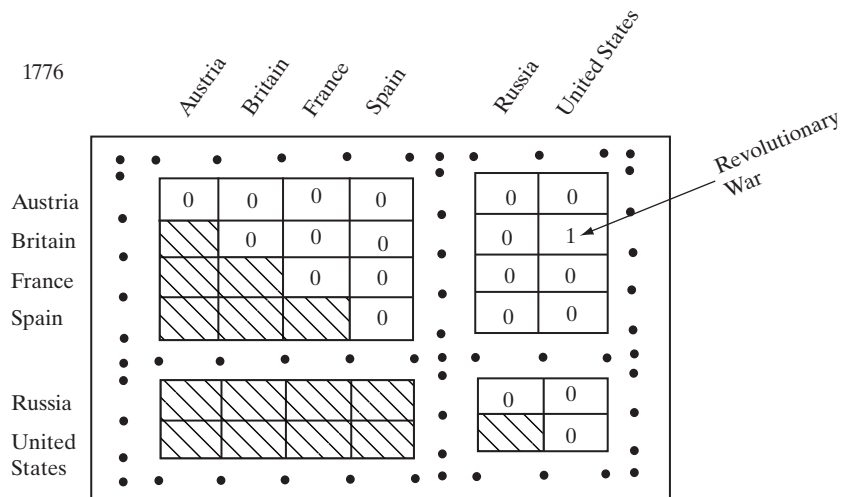 1776
Austria Britain France Spain Russia United States
Revolutionary
War
Austria 0 0 0 0 0 0
Britain 0 0 0 0 1
France 0 0 0 0
Spain 0 0 0
Russia 0 0
United
States 0